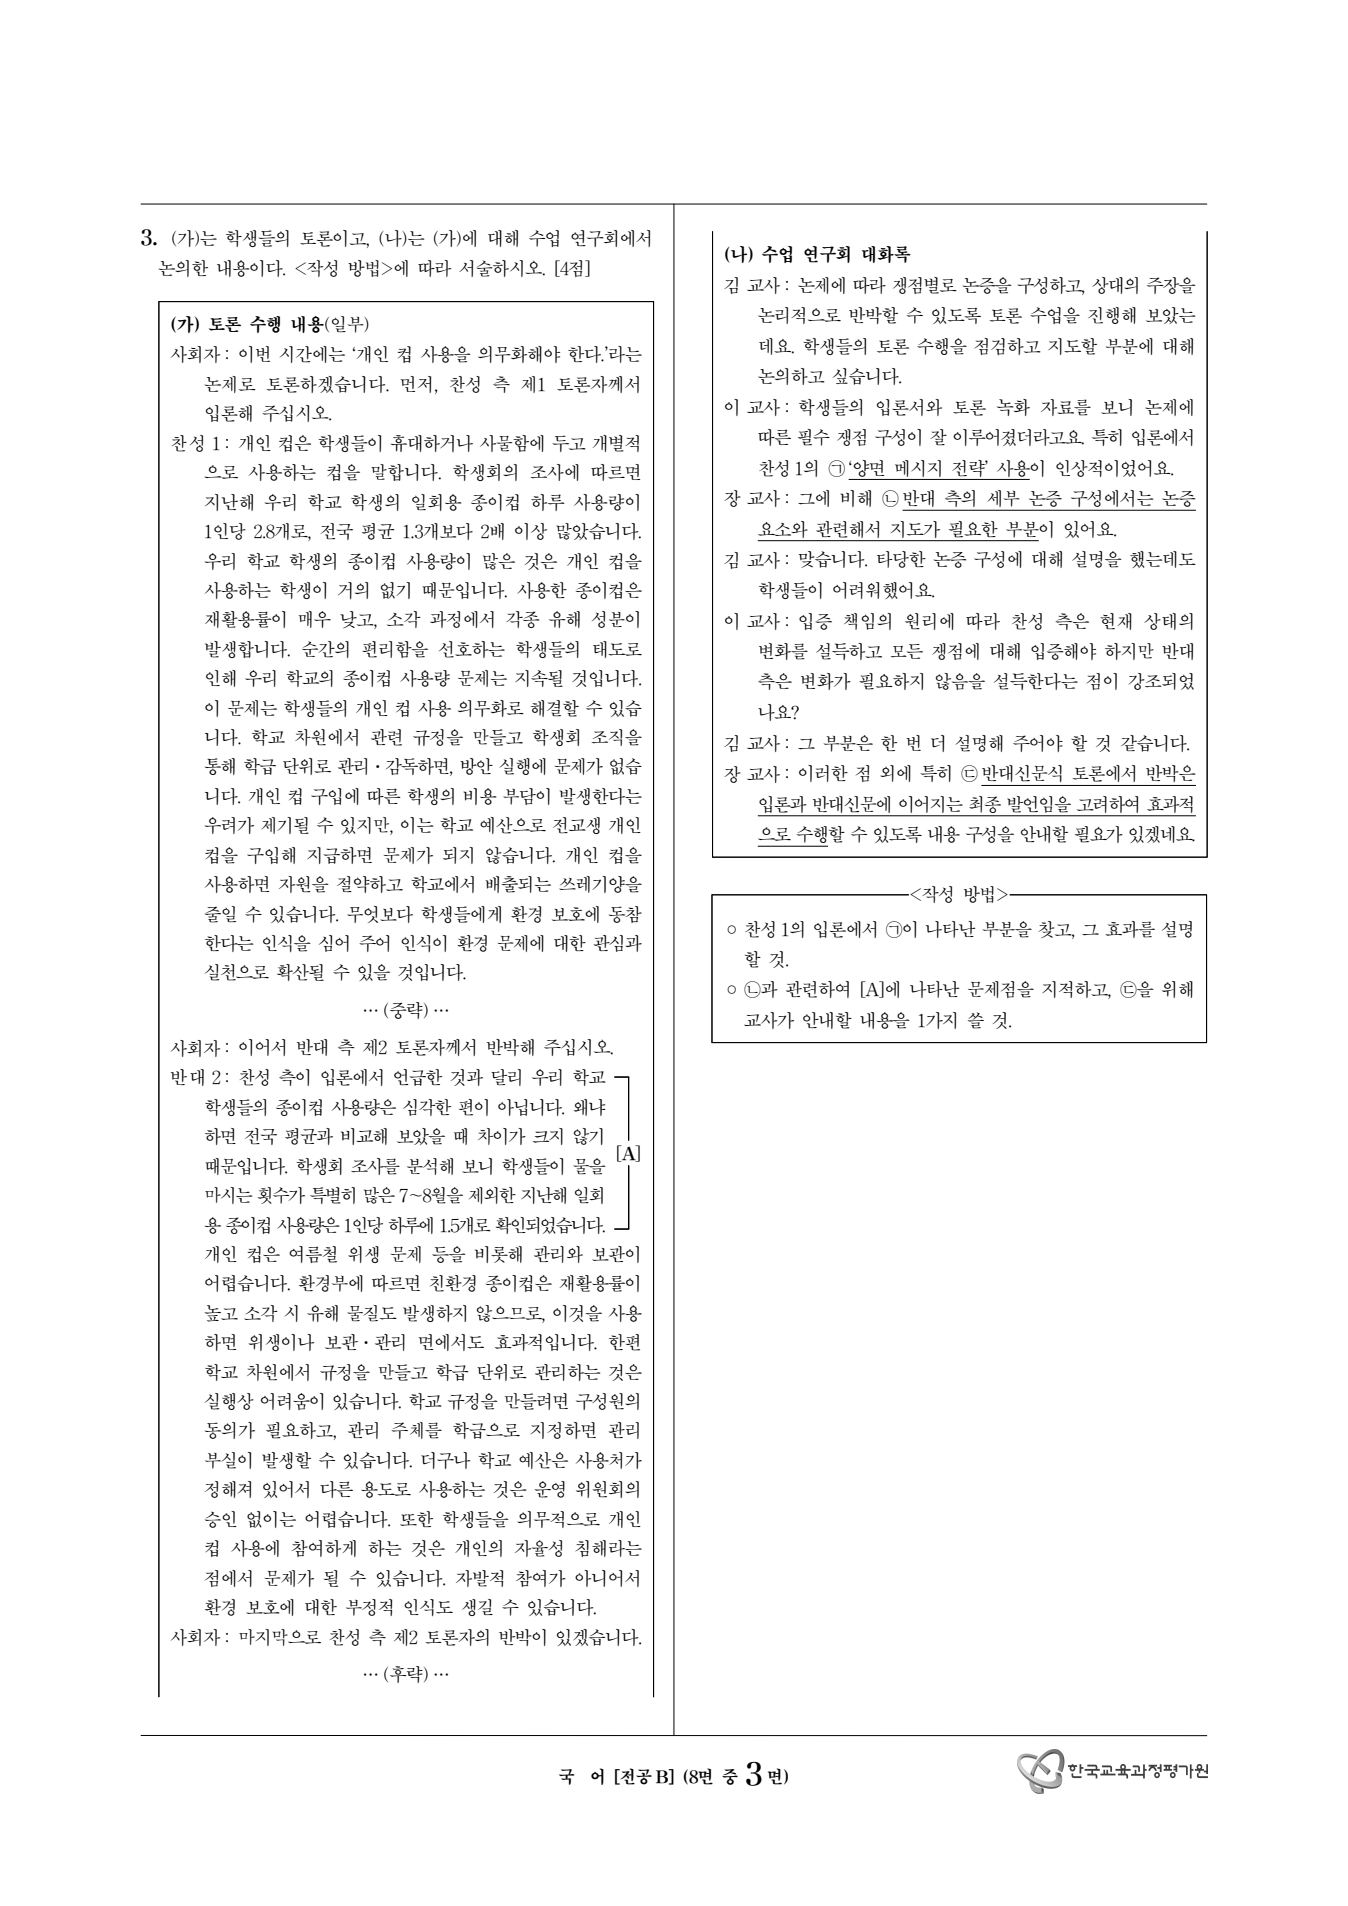 3. (가)는 학생들의 토론이고, (나)는 (가)에 대해 수업 연구회에서
논의한 내용이다. <작성 방법>에 따라 서술하시오. [4점]
(가) 토론 수행 내용(일부)
사회자 : 이번 시간에는 ‘개인 컵 사용을 의무화해야 한다.’라는
논제로 토론하겠습니다. 먼저, 찬성 측 제1 토론자께서
입론해 주십시오.
찬성 1 : 개인 컵은 학생들이 휴대하거나 사물함에 두고 개별적
으로 사용하는 컵을 말합니다. 학생회의 조사에 따르면
지난해 우리 학교 학생의 일회용 종이컵 하루 사용량이
1인당 2.8개로, 전국 평균 1.3개보다 2배 이상 많았습니다.
우리 학교 학생의 종이컵 사용량이 많은 것은 개인 컵을
사용하는 학생이 거의 없기 때문입니다. 사용한 종이컵은
재활용률이 매우 낮고, 소각 과정에서 각종 유해 성분이
발생합니다. 순간의 편리함을 선호하는 학생들의 태도로
인해 우리 학교의 종이컵 사용량 문제는 지속될 것입니다.
이 문제는 학생들의 개인 컵 사용 의무화로 해결할 수 있습
니다. 학교 차원에서 관련 규정을 만들고 학생회 조직을
통해 학급 단위로 관리・감독하면, 방안 실행에 문제가 없습
니다. 개인 컵 구입에 따른 학생의 비용 부담이 발생한다는
우려가 제기될 수 있지만, 이는 학교 예산으로 전교생 개인
컵을 구입해 지급하면 문제가 되지 않습니다. 개인 컵을
사용하면 자원을 절약하고 학교에서 배출되는 쓰레기양을
줄일 수 있습니다. 무엇보다 학생들에게 환경 보호에 동참
한다는 인식을 심어 주어 인식이 환경 문제에 대한 관심과
실천으로 확산될 수 있을 것입니다.
… (중략) …
사회자 : 이어서 반대 측 제2 토론자께서 반박해 주십시오.
반대 2 : 찬성 측이 입론에서 언급한 것과 달리 우리 학교
학생들의 종이컵 사용량은 심각한 편이 아닙니다. 왜냐
하면 전국 평균과 비교해 보았을 때 차이가 크지 않기
때문입니다. 학생회 조사를 분석해 보니 학생들이 물을
마시는 횟수가 특별히 많은 7～8월을 제외한 지난해 일회
용 종이컵 사용량은 1인당 하루에 1.5개로 확인되었습니다.
[A]
개인 컵은 여름철 위생 문제 등을 비롯해 관리와 보관이
어렵습니다. 환경부에 따르면 친환경 종이컵은 재활용률이
높고 소각 시 유해 물질도 발생하지 않으므로, 이것을 사용
하면 위생이나 보관・관리 면에서도 효과적입니다. 한편
학교 차원에서 규정을 만들고 학급 단위로 관리하는 것은
실행상 어려움이 있습니다. 학교 규정을 만들려면 구성원의
동의가 필요하고, 관리 주체를 학급으로 지정하면 관리
부실이 발생할 수 있습니다. 더구나 학교 예산은 사용처가
정해져 있어서 다른 용도로 사용하는 것은 운영 위원회의
승인 없이는 어렵습니다. 또한 학생들을 의무적으로 개인
컵 사용에 참여하게 하는 것은 개인의 자율성 침해라는
점에서 문제가 될 수 있습니다. 자발적 참여가 아니어서
환경 보호에 대한 부정적 인식도 생길 수 있습니다.
사회자 : 마지막으로 찬성 측 제2 토론자의 반박이 있겠습니다.
… (후략) …
(나) 수업 연구회 대화록
김 교사 : 논제에 따라 쟁점별로 논증을 구성하고, 상대의 주장을
논리적으로 반박할 수 있도록 토론 수업을 진행해 보았는
데요. 학생들의 토론 수행을 점검하고 지도할 부분에 대해
논의하고 싶습니다.
이 교사 : 학생들의 입론서와 토론 녹화 자료를 보니 논제에
따른 필수 쟁점 구성이 잘 이루어졌더라고요. 특히 입론에서
찬성 1의 ㉠‘양면 메시지 전략’ 사용이 인상적이었어요.
장 교사 : 그에 비해 ㉡반대 측의 세부 논증 구성에서는 논증
요소와 관련해서 지도가 필요한 부분이 있어요.
김 교사 : 맞습니다. 타당한 논증 구성에 대해 설명을 했는데도
학생들이 어려워했어요.
이 교사 : 입증 책임의 원리에 따라 찬성 측은 현재 상태의
변화를 설득하고 모든 쟁점에 대해 입증해야 하지만 반대
측은 변화가 필요하지 않음을 설득한다는 점이 강조되었
나요?
김 교사 : 그 부분은 한 번 더 설명해 주어야 할 것 같습니다.
장 교사 : 이러한 점 외에 특히 ㉢반대신문식 토론에서 반박은
입론과 반대신문에 이어지는 최종 발언임을 고려하여 효과적
으로 수행할 수 있도록 내용 구성을 안내할 필요가 있겠네요.
<작성 방법>
○ 찬성 1의 입론에서 ㉠이 나타난 부분을 찾고, 그 효과를 설명
할 것.
○ ㉡과 관련하여 [A]에 나타난 문제점을 지적하고, ㉢을 위해
교사가 안내할 내용을 1가지 쓸 것.
국 어 [전공 B] (8면 중 3 면)
한국교육과정평가원